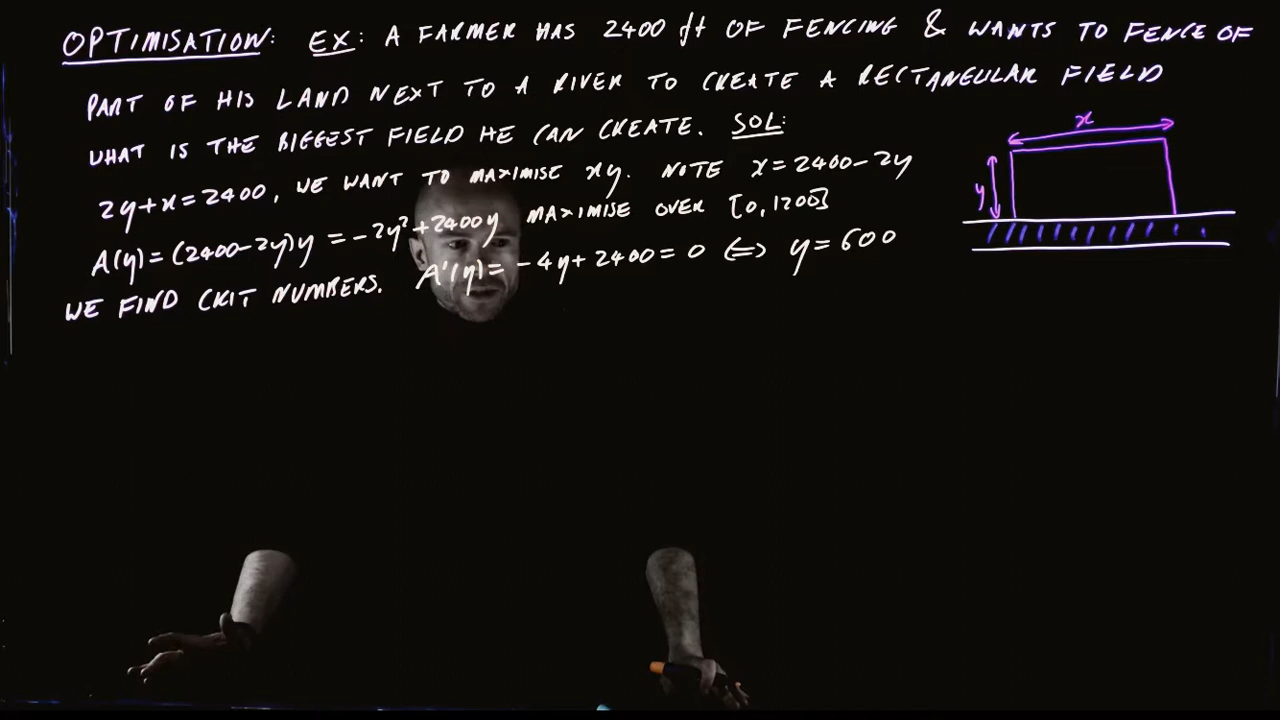 OPTIMISATION: EX: A FARMER HAS 2400 ft OF FENCING & WANTS TO FENCE OF
PART OF HIS LAND NEXT TO A RIVER TO CREATE A RECTANGULAR FIELD
WHAT IS THE BIGGEST FIELD HE CAN CREATE. SOL:
2y+x=2400, WE WANT TO MAXIMISE xy. NOTE x=2400-2y
A(y)=(2400-2y)y=-2y²+2400y MAXIMISE OVER [0,1200]
WE FIND CRIT NUMBERS. A'(y)=-4y+2400=0 ⇔ y=600
x
y